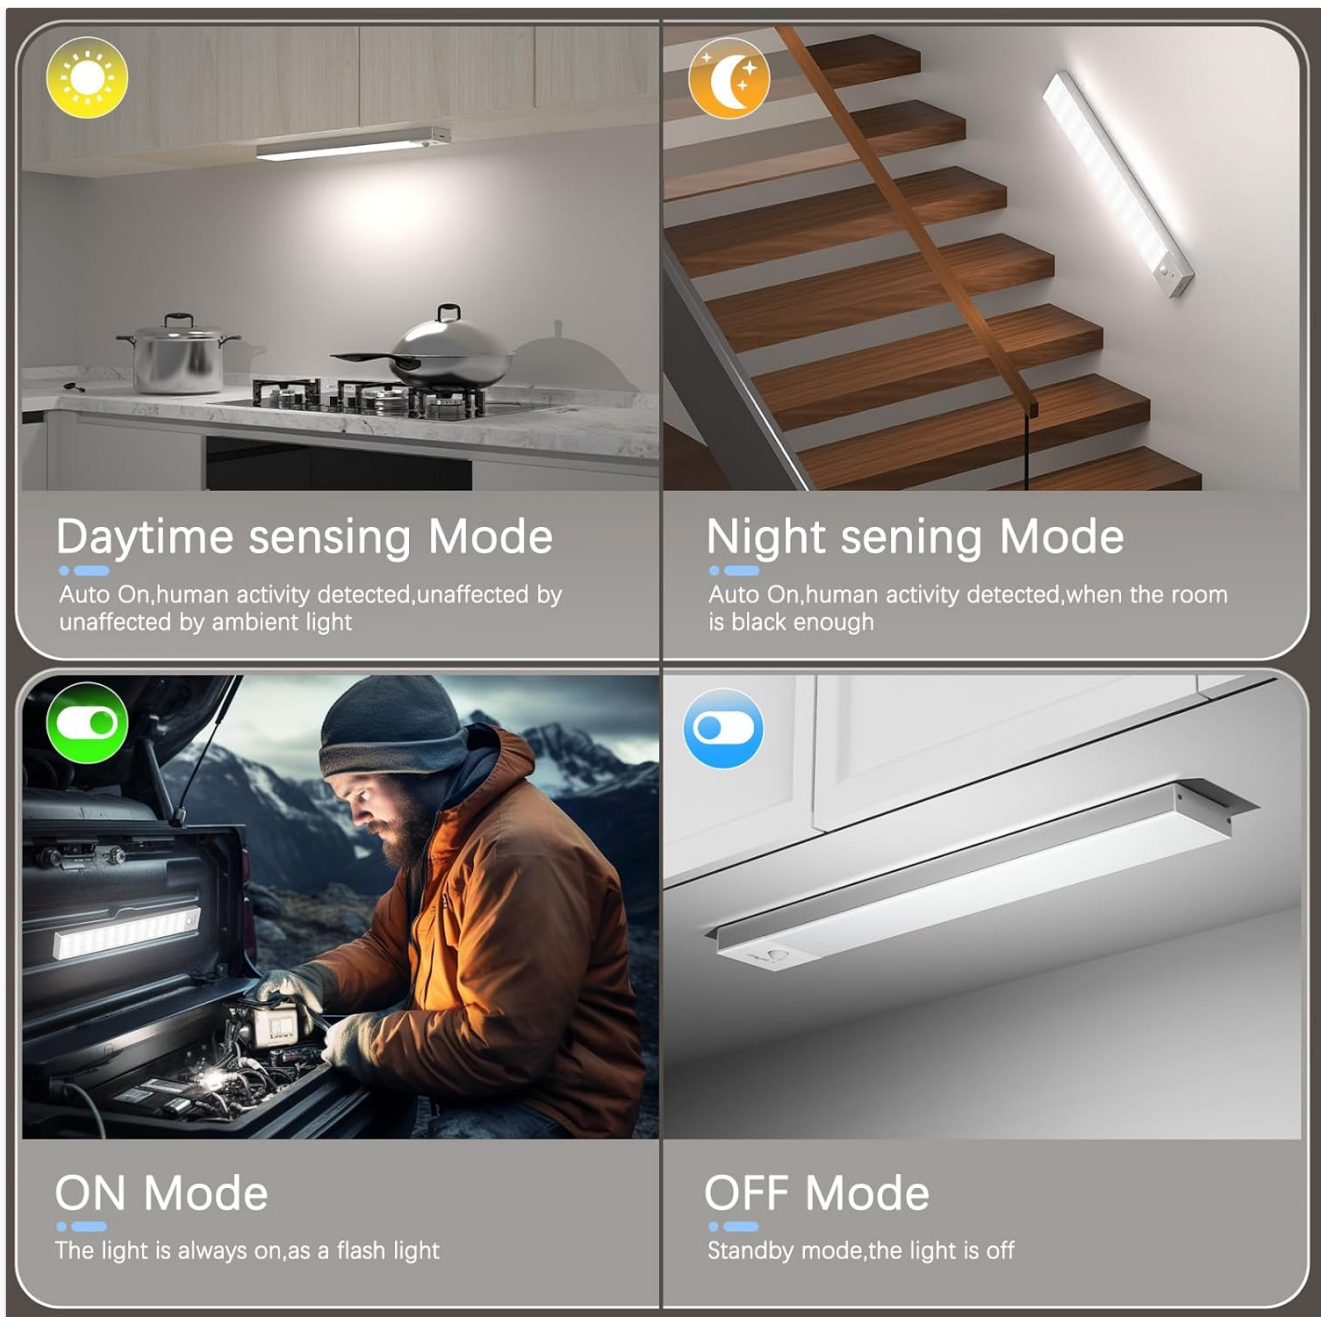 Daytime sensing Mode
Auto On,human activity detected,unaffected by
unaffected by ambient light
Night sening Mode
Auto On,human activity detected,when the room
is black enough
ON Mode
The light is always on,as a flash light
OFF Mode
Standby mode,the light is off